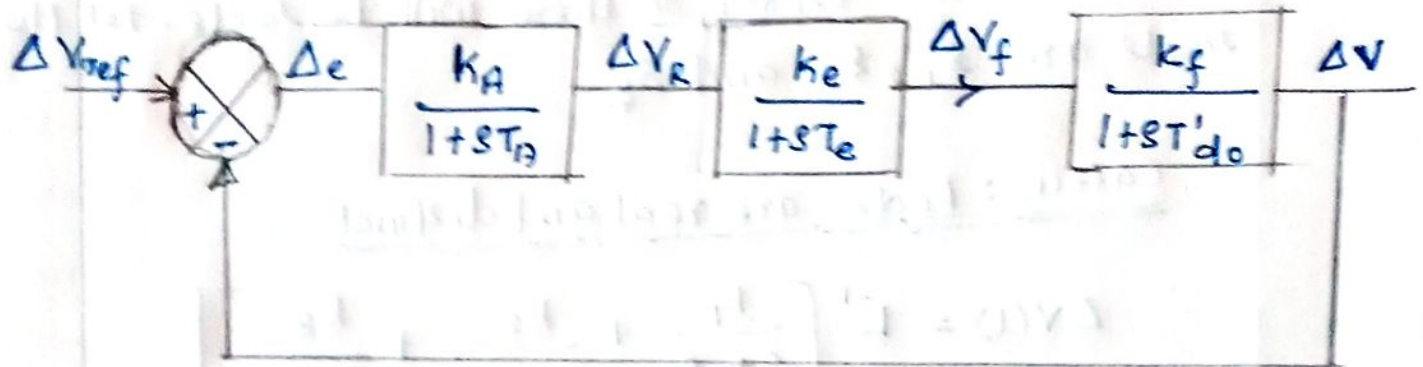 ΔVref
+
-
Δe
KA
1+STA
ΔVR
Ke
1+STe
ΔVf
Kf
1+ST'do
ΔV